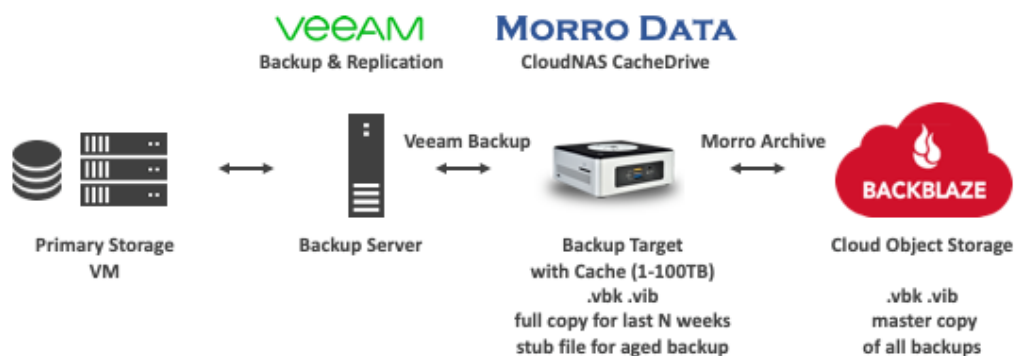 veeAM
Backup & Replication
MORRO DATA
CloudNAS CacheDrive
Veeam Backup
Morro Archive
BACKBLAZE
Primary Storage
VM
Backup Server
Backup Target
with Cache (1-100TB)
.vbk .vib
full copy for last N weeks
stub file for aged backup
Cloud Object Storage
.vbk .vib
master copy
of all backups